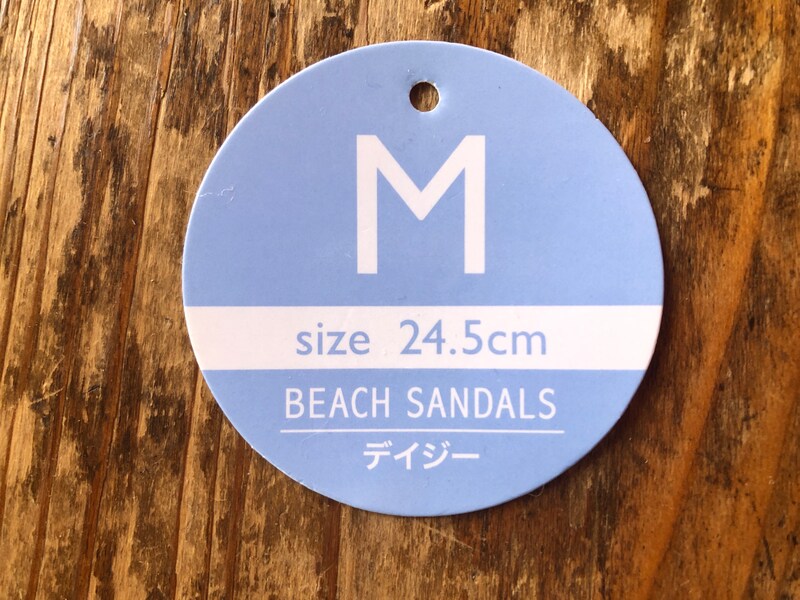 M
size 24.5cm
BEACH SANDALS
デイジー